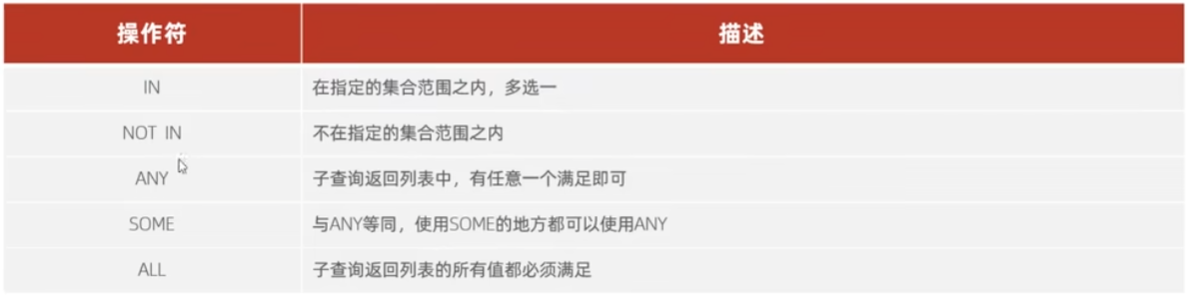 操作符 描述
IN 在指定的集合范围之内，多选一
NOT IN 不在指定的集合范围之内
ANY 子查询返回列表中，有任意一个满足即可
SOME 与ANY等同，使用SOME的地方都可以使用ANY
ALL 子查询返回列表的所有值都必须满足